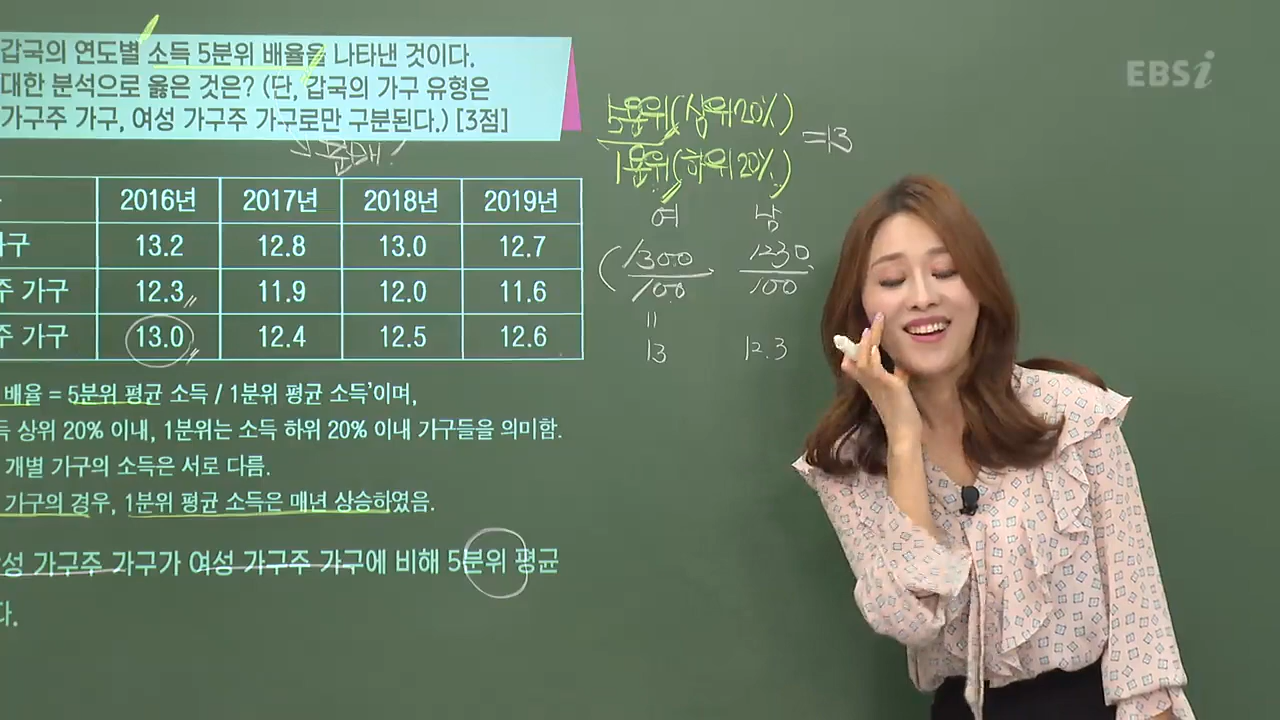 갑국의 연도별 소득 5분위 배율을 나타낸 것이다.
대한 분석으로 옳은 것은? (단, 갑국의 가구 유형은
가구주 가구, 여성 가구주 가구로만 구분된다.) [3점]
EBSi
5분위(상위20%)
1분위(하위20%)
=13
2016년 2017년 2018년 2019년
가구 13.2 12.8 13.0 12.7
주 가구 12.3 11.9 12.0 11.6
주 가구 13.0 12.4 12.5 12.6
여 남
1300 1230
100 100
11
13 12.3
배율 = 5분위 평균 소득 / 1분위 평균 소득'이며,
득 상위 20% 이내, 1분위는 소득 하위 20% 이내 가구들을 의미함.
개별 가구의 소득은 서로 다름.
가구의 경우, 1분위 평균 소득은 매년 상승하였음.
성 가구주 가구가 여성 가구주 가구에 비해 5분위 평균
다.